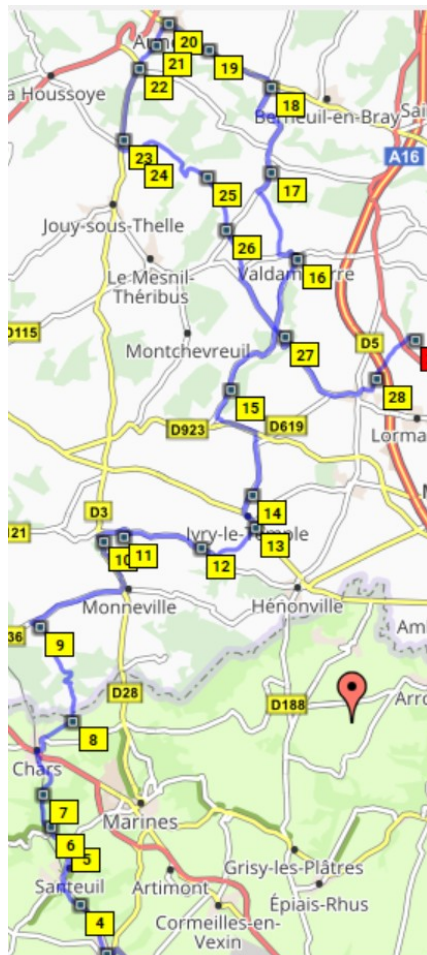 20
21
19
22
a Houssoye
18
Berneuil-en-Bray
A16
23
24
17
25
Jouy-sous-Thelle
26
Le Mesnil-
Théribus
16
D115
D5
Montchevreuil
27
28
15
D923
D619
D3
14
13
21
10
11
12
Monneville
Hénonville
36
9
D28
D188
8
Chars
7
Marines
6
5
Grisy-les-Plâtres
Santeuil
Artimont
Épiais-Rhus
4
Cormeilles-en-
Vexin